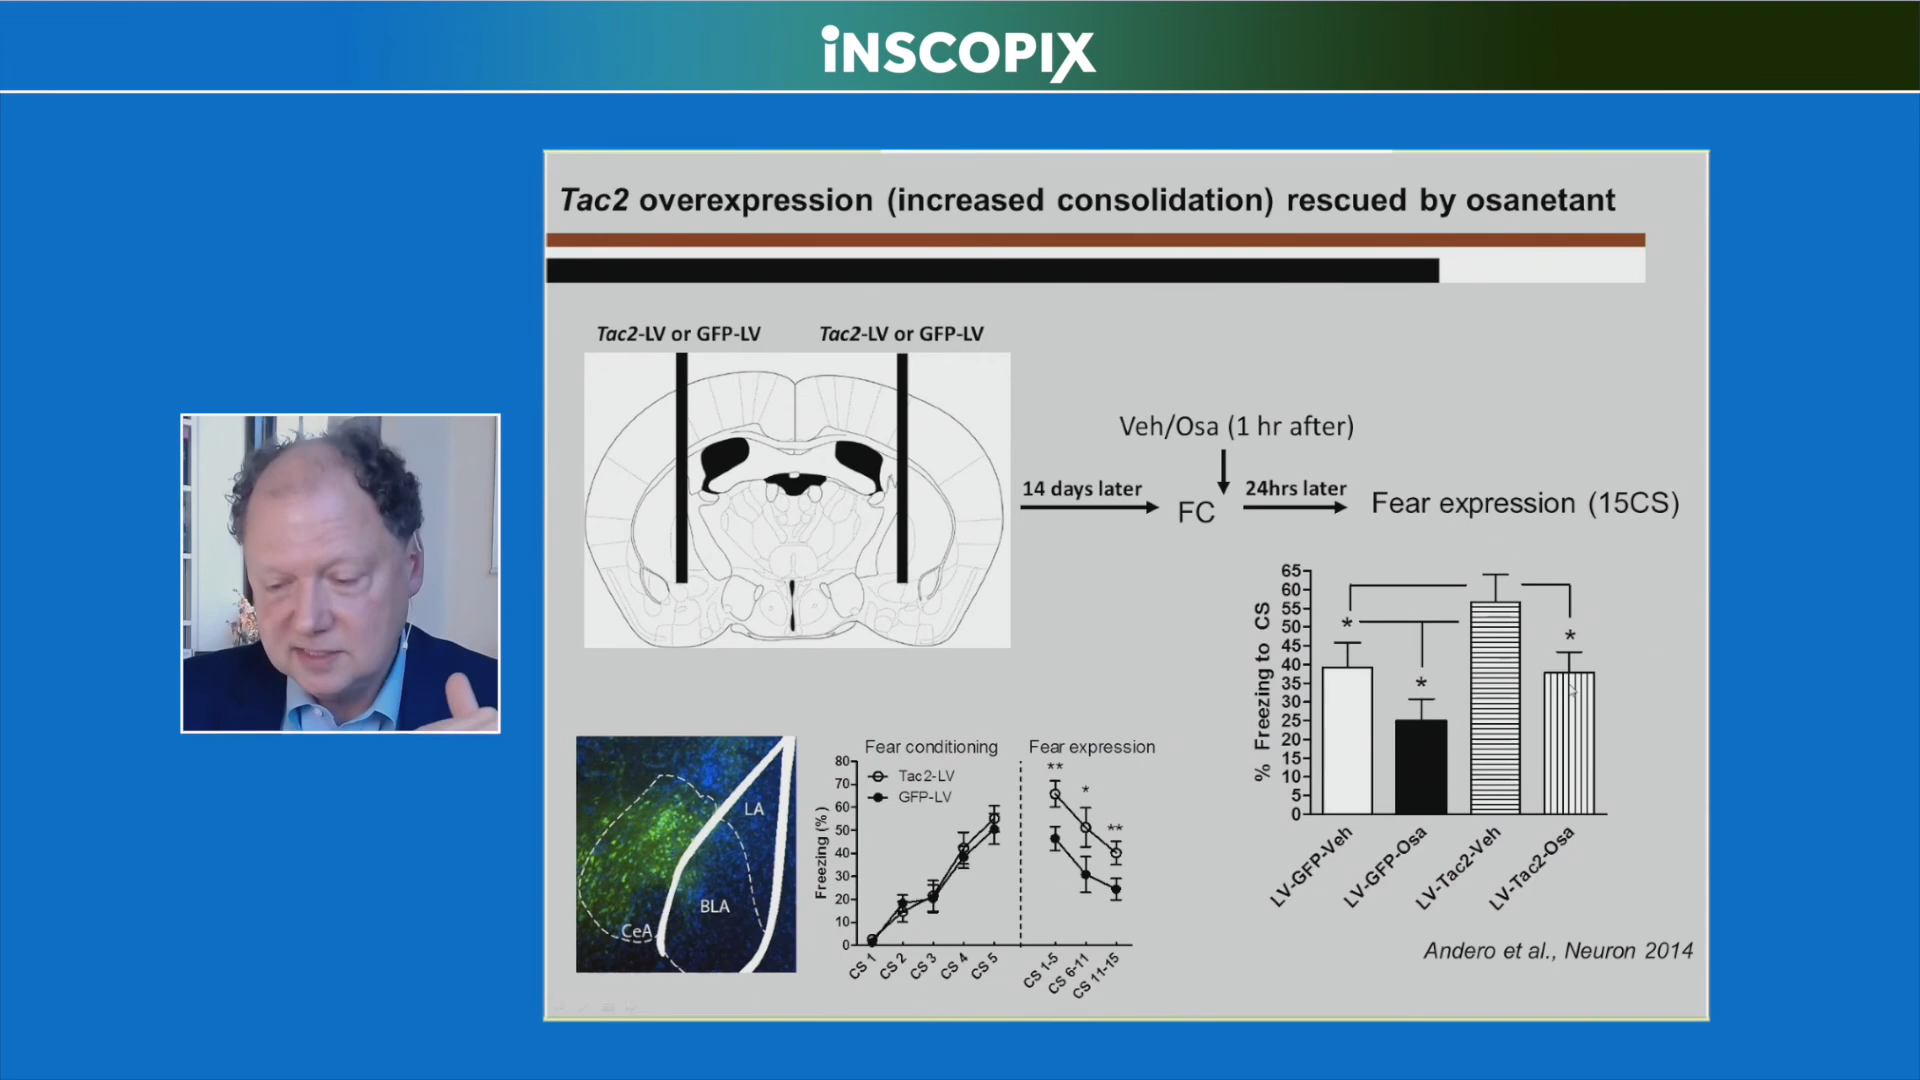 INSCOPIX
Tac2 overexpression (increased consolidation) rescued by osanetant
Tac2-LV or GFP-LV
Tac2-LV or GFP-LV
Veh/Osa (1 hr after)
14 days later
FC
24hrs later
Fear expression (15CS)
LA
BLA
CeA
Fear conditioning
Fear expression
Tac2-LV
GFP-LV
Freezing (%)
80
70
60
50
40
30
20
10
0
**
*
**
CS 1
CS 2
CS 3
CS 4
CS 5
CS 1-5
CS 6-11
CS 11-15
% Freezing to CS
65
60
55
50
45
40
35
30
25
20
15
10
5
0
*
*
*
LV-GFP-Veh
LV-GFP-Osa
LV-Tac2-Veh
LV-Tac2-Osa
Andero et al., Neuron 2014